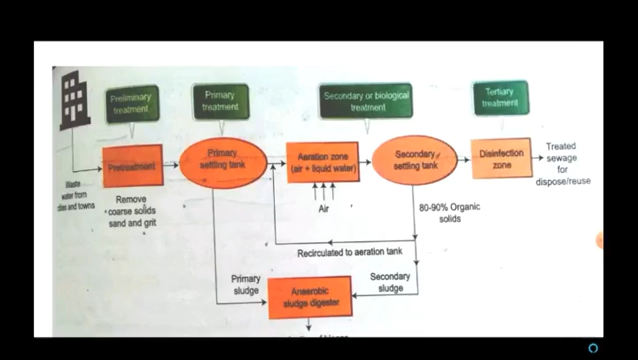 Preliminary
treatment
Primary
treatment
Secondary or biological
treatment
Tertiary
treatment
Pretreatment
Primary
settling tank
Aeration zone
(air + liquid water)
Secondary
settling tank
Disinfection
zone
Treated
sewage
for
dispose/reuse
Waste
water from
cities and towns
Remove
coarse solids
sand and grit
Air
80-90% Organic
solids
Recirculated to aeration tank
Primary
sludge
Secondary
sludge
Anaerobic
sludge digester